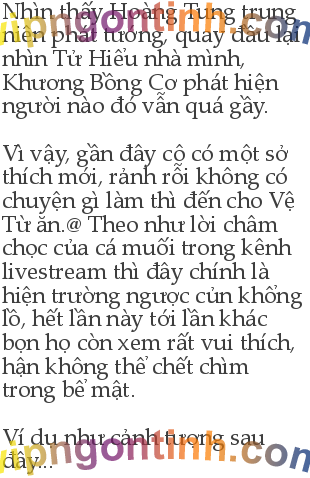 Nhìn thấy Hoàng Tung trung
niện phát tướng, quay đầu lại
nhìn Tử Hiểu nhà mình,
Khương Bồng Cơ phát hiện
người nào đó vẫn quá gầy.

Vì vậy, gần đây cô có một sở
thích mới, rảnh rỗi không có
chuyện gì làm thì đến cho Vệ
Từ ăn.@ Theo như lời châm
chọc của cá muối trong kênh
livestream thì đây chính là
hiện trường ngược củn khổng
lồ, hết lần này tới lần khác
bọn họ còn xem rất vui thích,
hận không thể chết chìm
trong bể mật.

Ví dụ như cảnh tượng sau
đây...
vipngontinh.com
vipngontinh.com